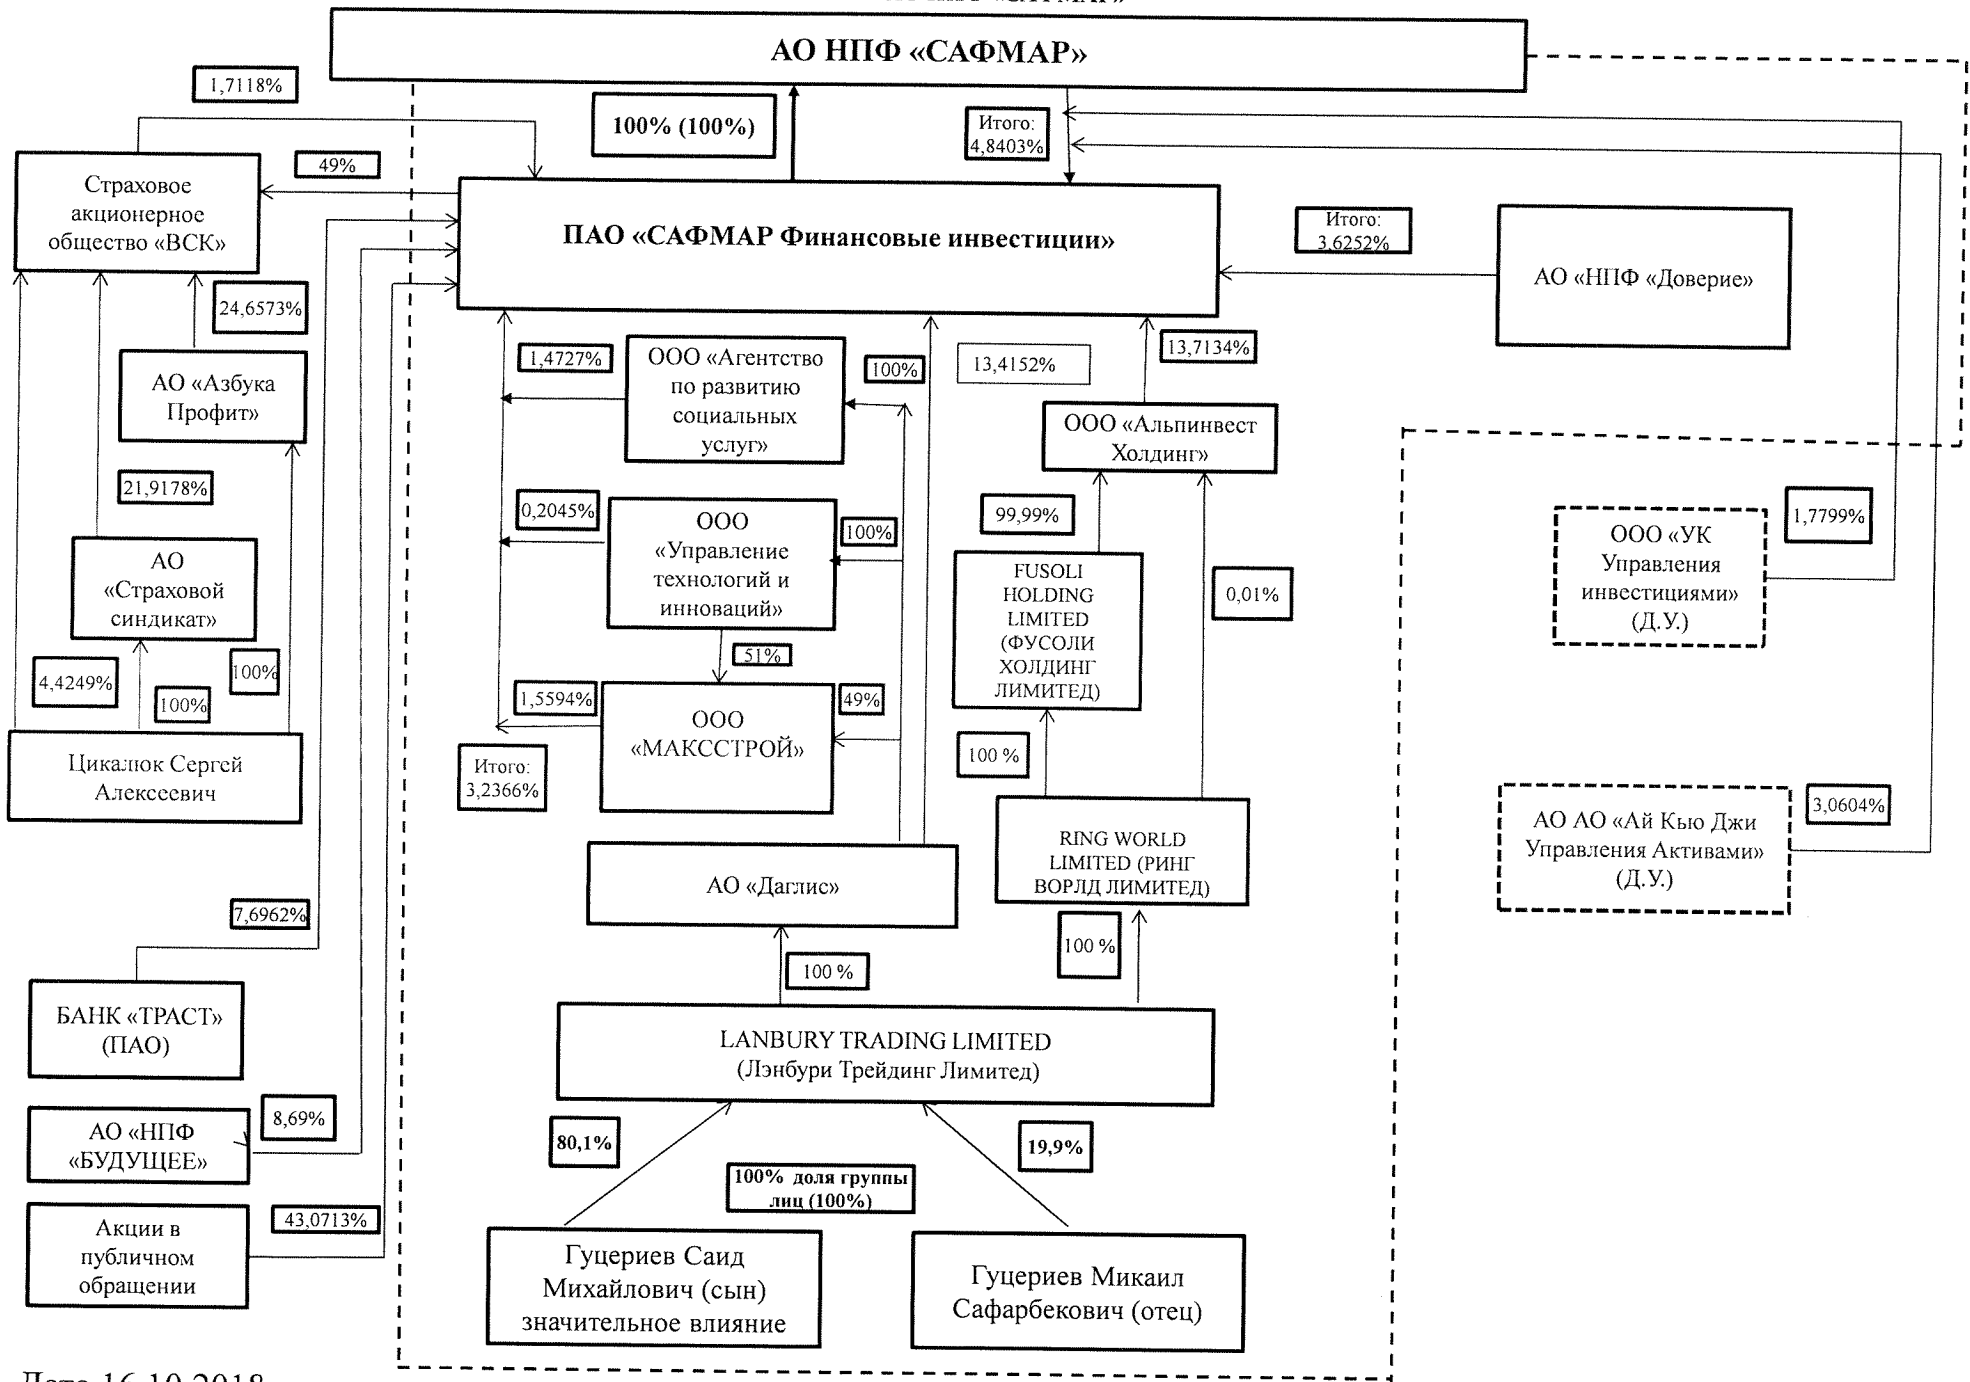 АО НПФ «САФМАР»
1,7118%
100% (100%)
Итого:
4,8403%
49%
Страховое
акционерное
общество «ВСК»
ПАО «САФМАР Финансовые инвестиции»
Итого:
3,6252%
АО «НПФ «Доверие»
24,6573%
АО «Азбука
Профит»
1,4727%
ООО «Агентство
по развитию
социальных
услуг»
100%
13,4152%
13,7134%
ООО «Альпинвест
Холдинг»
21,9178%
АО
«Страховой
синдикат»
0,2045%
ООО
«Управление
технологий и
инноваций»
100%
99,99%
FUSOLI
HOLDING
LIMITED
(ФУСОЛИ
ХОЛДИНГ
ЛИМИТЕД)
0,01%
ООО «УК
Управления
инвестициями»
(Д.У.)
1,7799%
51%
4,4249%
100%
100%
1,5594%
ООО
«МАКССТРОЙ»
49%
Цикалюк Сергей
Алексеевич
Итого:
3,2366%
100 %
RING WORLD
LIMITED (РИНГ
ВОРЛД ЛИМИТЕД)
АО АО «Ай Кью Джи
Управления Активами»
(Д.У.)
3,0604%
АО «Даглис»
7,6962%
100 %
100 %
БАНК «ТРАСТ»
(ПАО)
LANBURY TRADING LIMITED
(Лэнбури Трейдинг Лимитед)
АО «НПФ
«БУДУЩЕЕ»
8,69%
80,1%
19,9%
100% доля группы
лиц (100%)
Акции в
публичном
обращении
43,0713%
Гуцериев Саид
Михайлович (сын)
значительное влияние
Гуцериев Микаил
Сафарбекович (отец)
Дата 16.10.2018